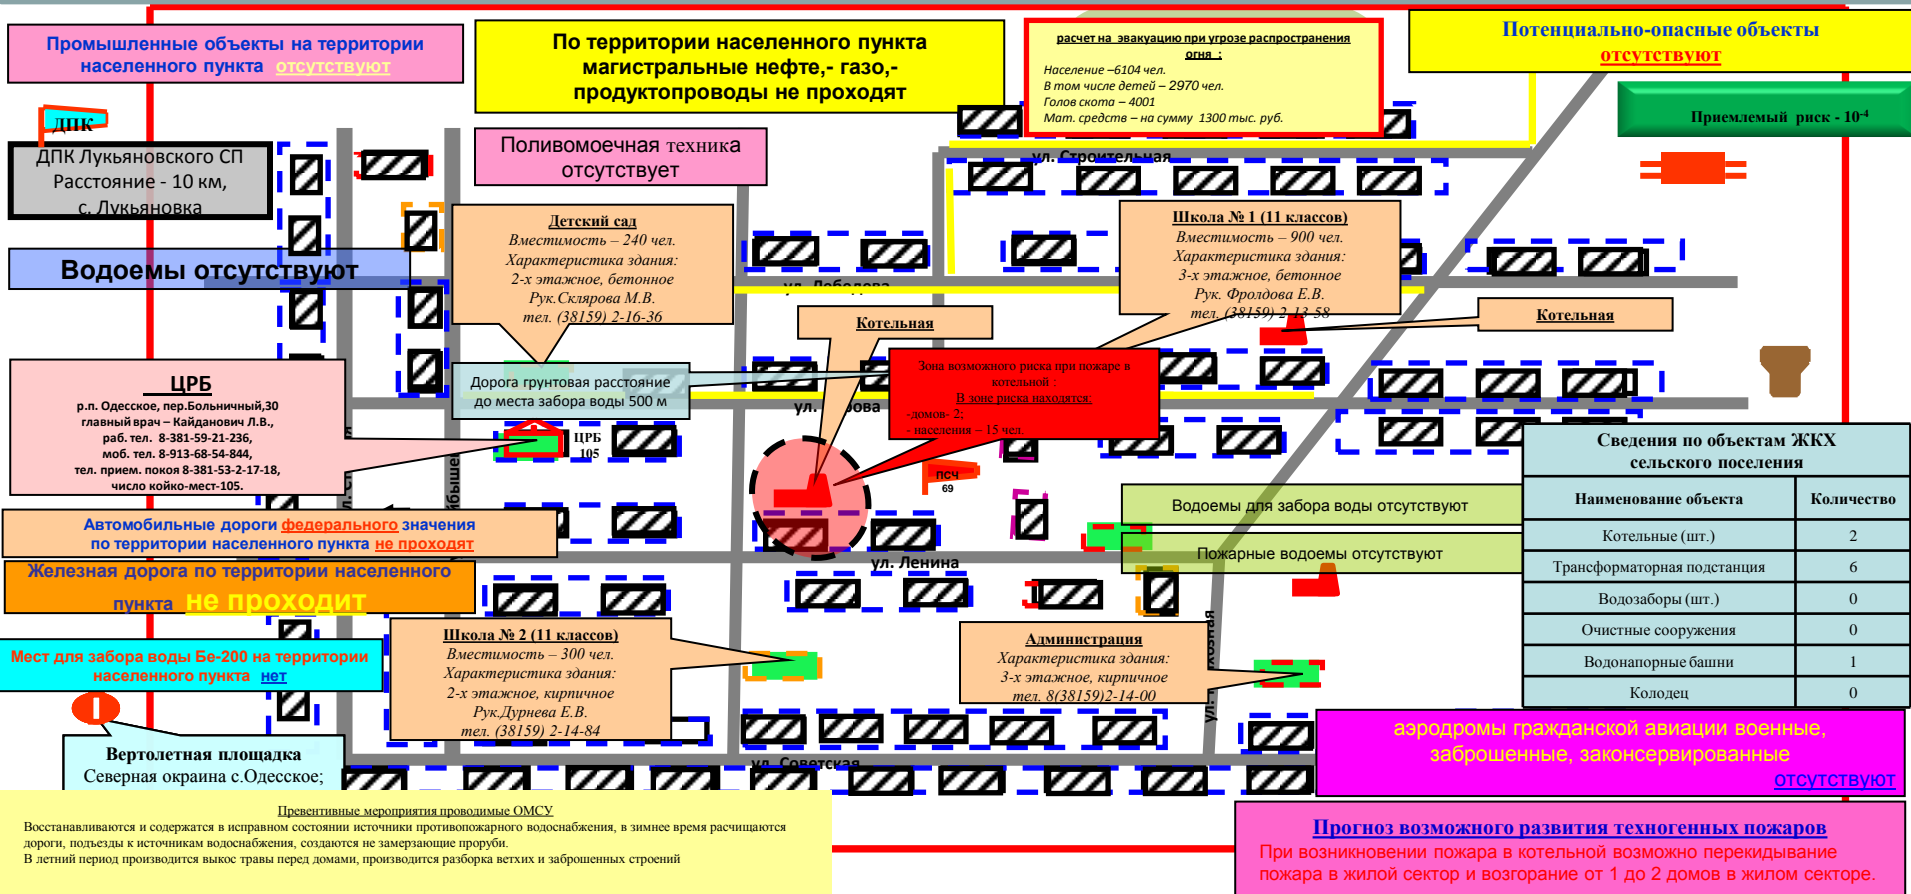 Промышленные объекты на территории
населенного пункта отсутствуют
По территории населенного пункта
магистральные нефте,- газо,-
продуктопроводы не проходят
расчет на эвакуацию при угрозе распространения
огня :
Население –6104 чел.
В том числе детей – 2970 чел.
Голов скота – 4001
Мат. средств – на сумму 1300 тыс. руб.
Потенциально-опасные объекты
отсутствуют
Приемлемый риск - 10-4
ДПК
ДПК Лукьяновского СП
Расстояние - 10 км,
с. Лукьяновка
Поливомоечная техника
отсутствует
ул. Строительная
Детский сад
Вместимость – 240 чел.
Характеристика здания:
2-х этажное, бетонное
Рук.Склярова М.В.
тел. (38159) 2-16-36
Школа № 1 (11 классов)
Вместимость – 900 чел.
Характеристика здания:
3-х этажное, бетонное
Рук. Фролдова Е.В.
тел. (38159) 2-13-58
Водоемы отсутствуют
ул.
Котельная
Котельная
ЦРБ
р.п. Одесское, пер.Больничный,30
главный врач – Кайданович Л.В.,
раб. тел. 8-381-59-21-236,
моб. тел. 8-913-68-54-844,
тел. прием. покоя 8-381-53-2-17-18,
число койко-мест-105.
Дорога грунтовая расстояние
до места забора воды 500 м
Зона возможного риска при пожаре в
котельной :
В зоне риска находятся:
-домов- 2;
- населения – 15 чел.
ул.
ЦРБ
105
ПСЧ
69
Сведения по объектам ЖКХ
сельского поселения
Наименование объекта Количество
Котельные (шт.) 2
Трансформаторная подстанция 6
Водозаборы (шт.) 0
Очистные сооружения 0
Водонапорные башни 1
Колодец 0
Водоемы для забора воды отсутствуют
Пожарные водоемы отсутствуют
Автомобильные дороги федерального значения
по территории населенного пункта не проходят
ул. Ленина
Железная дорога по территории населенного
пункта не проходит
Школа № 2 (11 классов)
Вместимость – 300 чел.
Характеристика здания:
2-х этажное, кирпичное
Рук.Дурнева Е.В.
тел. (38159) 2-14-84
Администрация
Характеристика здания:
3-х этажное, кирпичное
тел. 8(38159)2-14-00
Мест для забора воды Бе-200 на территории
населенного пункта нет
Вертолетная площадка
Северная окраина с.Одесское;
ул. Советская
аэродромы гражданской авиации военные,
заброшенные, законсервированные
отсутствуют
Превентивные мероприятия проводимые ОМСУ
Восстанавливаются и содержатся в исправном состоянии источники противопожарного водоснабжения, в зимнее время расчищаются
дороги, подъезды к источникам водоснабжения, создаются не замерзающие проруби.
В летний период производится выкос травы перед домами, производится разборка ветхих и заброшенных строений
Прогноз возможного развития техногенных пожаров
При возникновении пожара в котельной возможно перекидывание
пожара в жилой сектор и возгорание от 1 до 2 домов в жилом секторе.